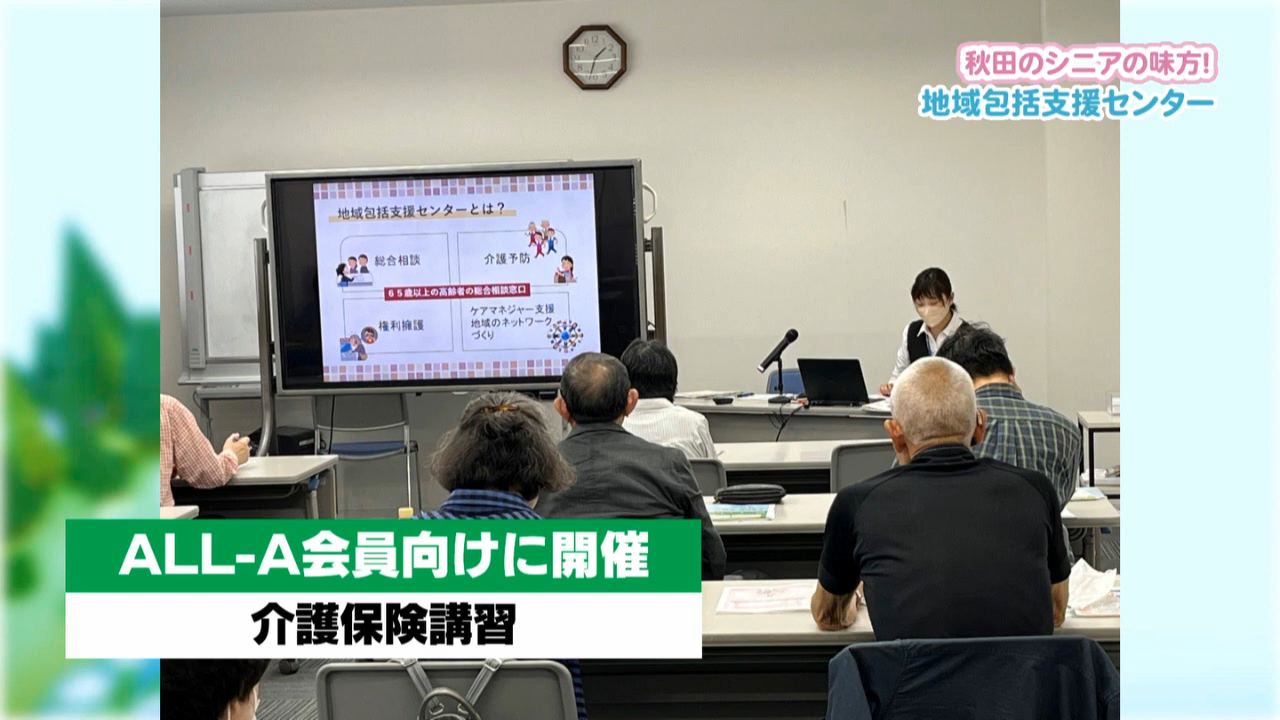 秋田のシニアの味方!
地域包括支援センター
地域包括支援センターとは？
総合相談
介護予防
65歳以上の高齢者の総合相談窓口
権利擁護
ケアマネジャー支援
地域のネットワーク
づくり
ALL-A会員向けに開催
介護保険講習